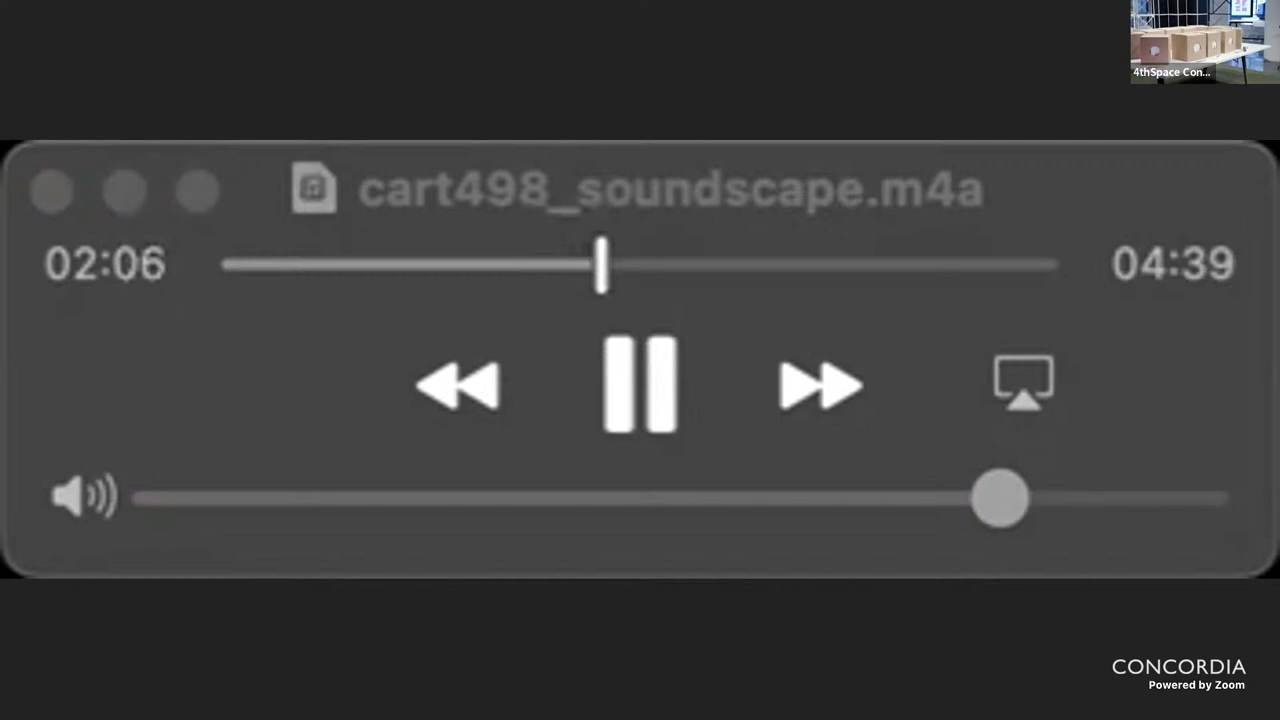 4thSpace Con...
cart498_soundscape.m4a
02:06
04:39
CONCORDIA
Powered by Zoom